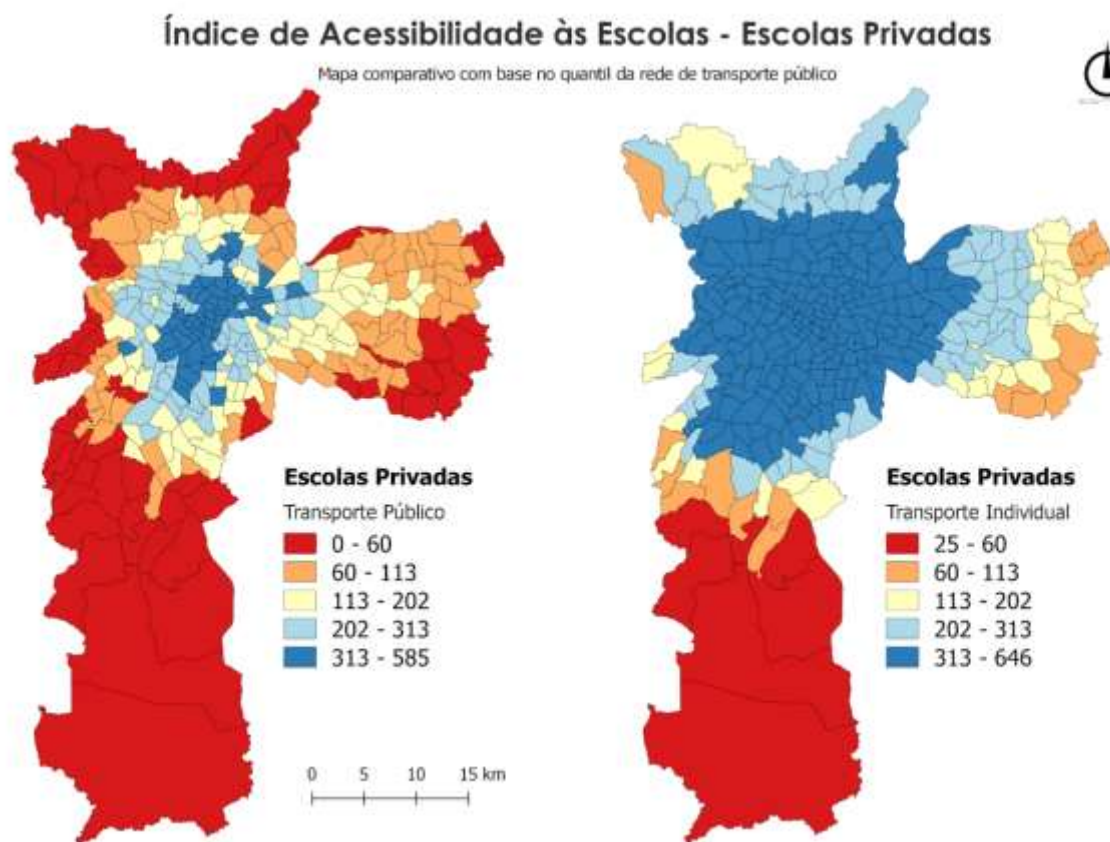 Índice de Acessibilidade às Escolas - Escolas Privadas
Mapa comparativo com base no quantil da rede de transporte público
Escolas Privadas
Transporte Público
0 - 60
60 - 113
113 - 202
202 - 313
313 - 585
0 5 10 15 km
Escolas Privadas
Transporte Individual
25 - 60
60 - 113
113 - 202
202 - 313
313 - 646